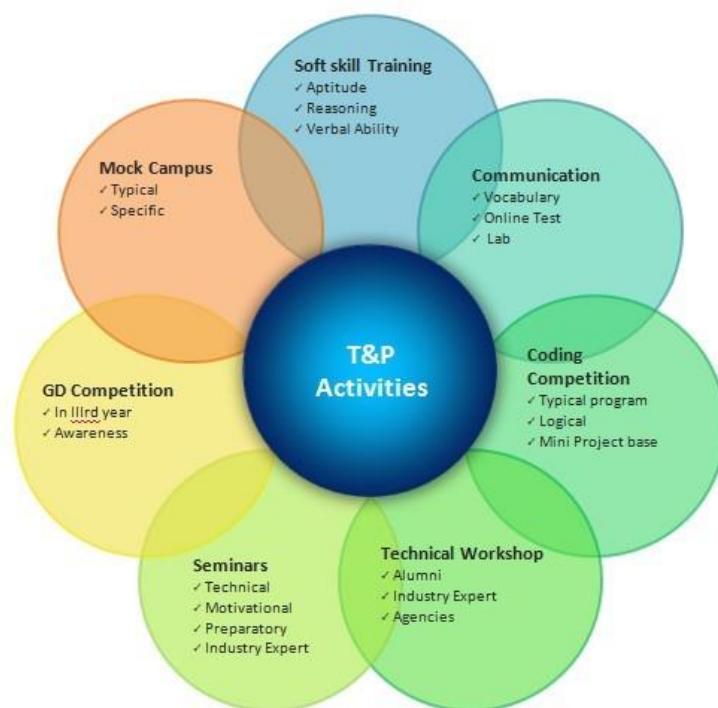 Soft skill Training
✓ Aptitude
✓ Reasoning
✓ Verbal Ability
Communication
✓ Vocabulary
✓ Online Test
✓ Lab
Coding
Competition
✓ Typical program
✓ Logical
✓ Mini Project base
Technical Workshop
✓ Alumni
✓ Industry Expert
✓ Agencies
Seminars
✓ Technical
✓ Motivational
✓ Preparatory
✓ Industry Expert
GD Competition
✓ In IIIrd year
✓ Awareness
Mock Campus
✓ Typical
✓ Specific
T&P
Activities